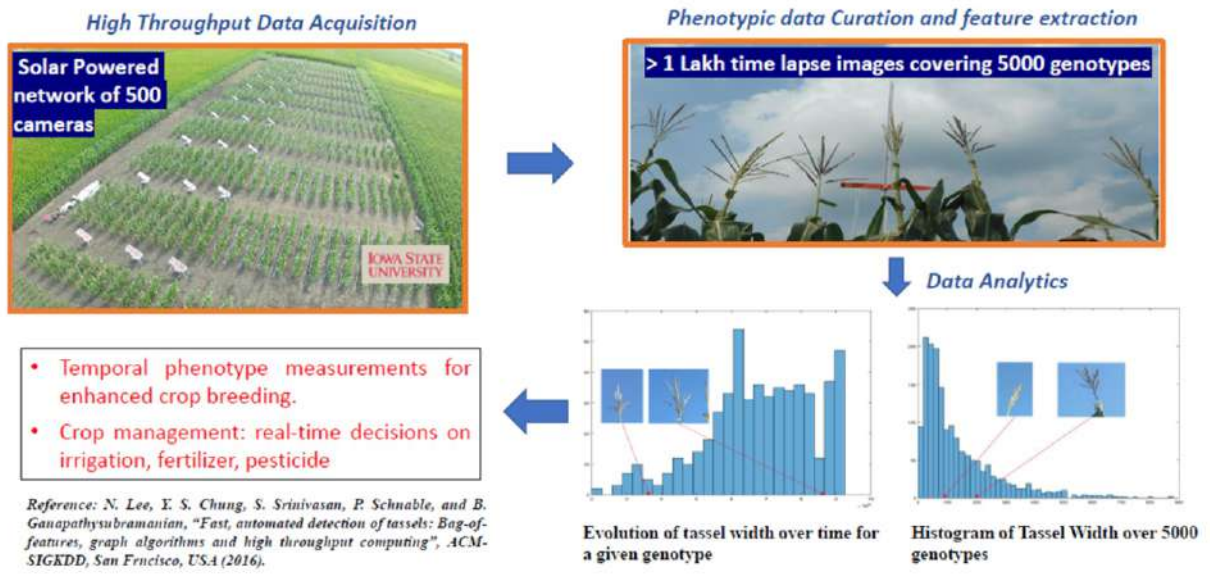 High Throughput Data Acquisition
Solar Powered
network of 500
cameras
IOWA STATE
UNIVERSITY
Phenotypic data Curation and feature extraction
> 1 Lakh time lapse images covering 5000 genotypes
Data Analytics
Evolution of tassel width over time for
a given genotype
Histogram of Tassel Width over 5000
genotypes
• Temporal phenotype measurements for
enhanced crop breeding.
• Crop management: real-time decisions on
irrigation, fertilizer, pesticide
Reference: N. Lee, Y. S. Chung, S. Srinivasan, P. Schnable, and B.
Ganapathysubramanian, “Fast, automated detection of tassels: Bag-of-
features, graph algorithms and high throughput computing”, ACM-
SIGKDD, San Frncisco, USA (2016).